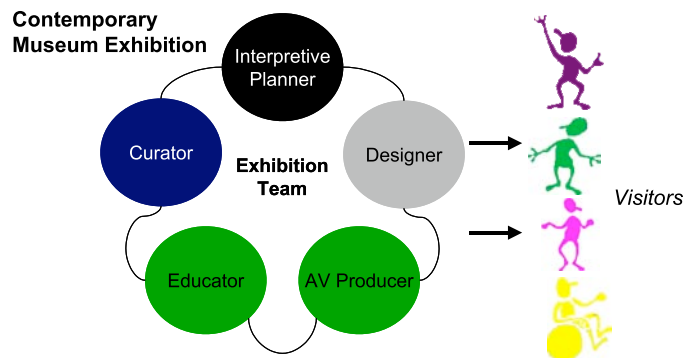 Contemporary
Museum Exhibition
Interpretive
Planner
Curator
Designer
Exhibition
Team
Visitors
Educator
AV Producer